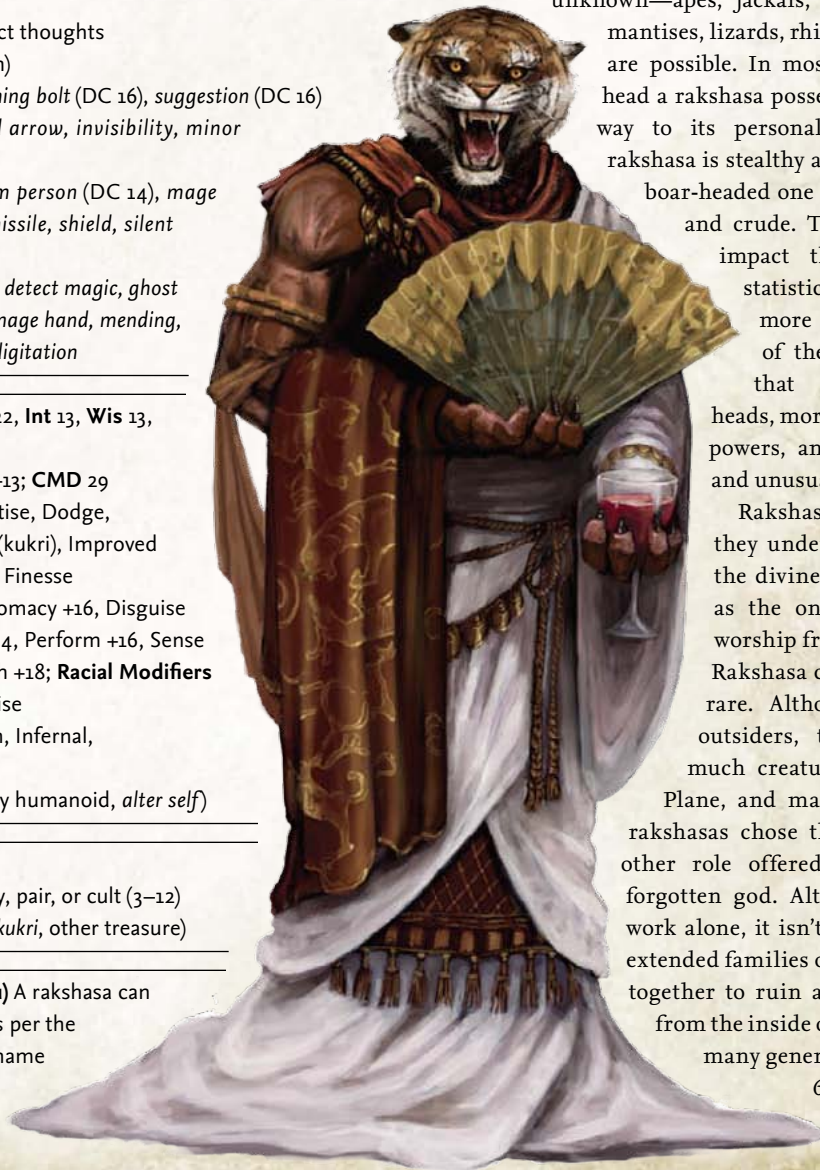 ct thoughts
ning bolt (DC 16), suggestion (DC 16)
arrow, invisibility, minor
person (DC 14), mage
issile, shield, silent
detect magic, ghost
mage hand, mending,
digitation
22, Int 13, Wis 13,
-13; CMD 29
tise, Dodge,
(kukri), Improved
Finesse
omacy +16, Disguise
4, Perform +16, Sense
+18; Racial Modifiers
ise
, Infernal,
y humanoid, alter self)
y, pair, or cult (3–12)
kukri, other treasure)
) A rakshasa can
s per the
name
unknown—apes, jackals,
mantises, lizards, rhi
are possible. In mos
head a rakshasa posse
way to its personal
rakshasa is stealthy a
boar-headed one
and crude. T
impact th
statistic
more
of the
that
heads, mor
powers, an
and unusu
Rakshas
they unde
the divine
as the on
worship fr
Rakshasa c
rare. Altho
outsiders, t
much creatu
Plane, and ma
rakshasas chose th
other role offered
forgotten god. Alt
work alone, it isn't
extended families o
together to ruin a
from the inside o
many gener
6